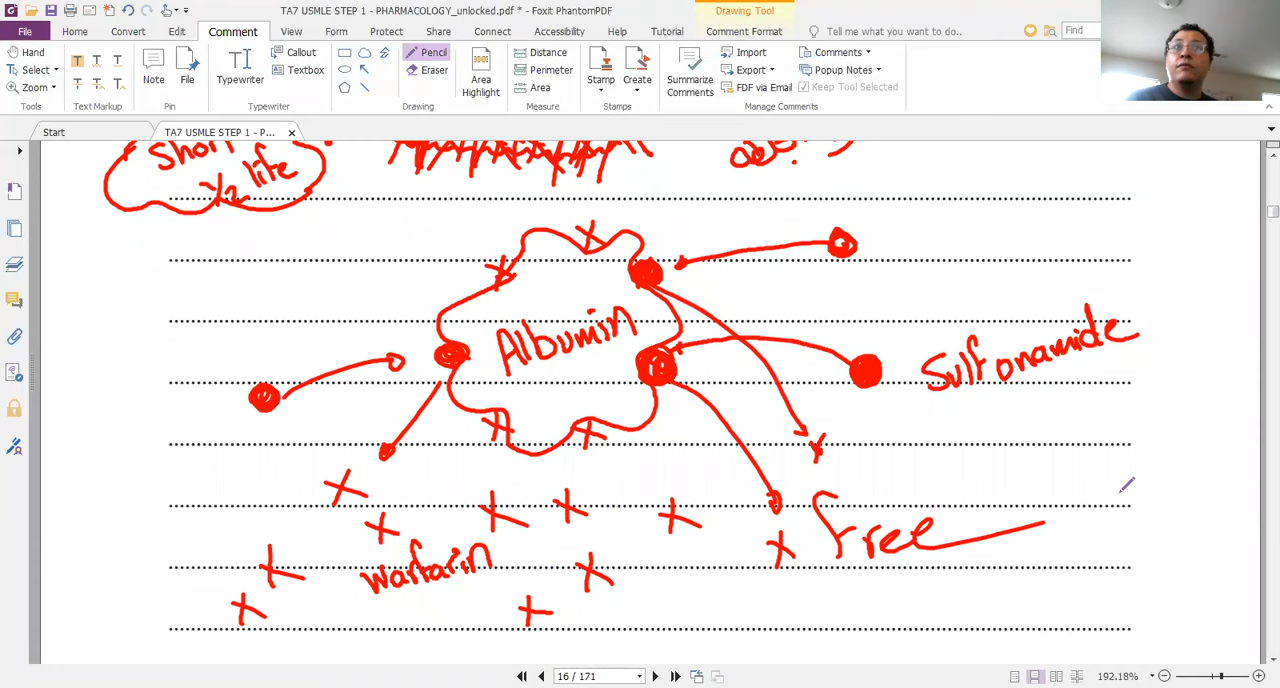 TA7 USMLE STEP 1 - PHARMACOLOGY_unlocked.pdf * - Foxit PhantomPDF
Drawing Tool
File Home Convert Edit Comment View Form Protect Share Connect Accessibility Help Tutorial Comment Format Tell me what you want to do.. Find
Hand
Select
Zoom
Tools
T T T
T T T
Text Markup
Note
File
Pin
Typewriter
Callout
Textbox
Typewriter
Pencil
Eraser
Drawing
Area
Highlight
Distance
Perimeter
Area
Measure
Stamp
Create
Stamps
Summarize
Comments
Import
Export
FDF via Email
Comments
Popup Notes
Keep Tool Selected
Manage Comments
Start
TA7 USMLE STEP 1 - P...
short
1/2 life
Albumin
Sulfonamide
Free
warfarin
16 / 171
192.18%